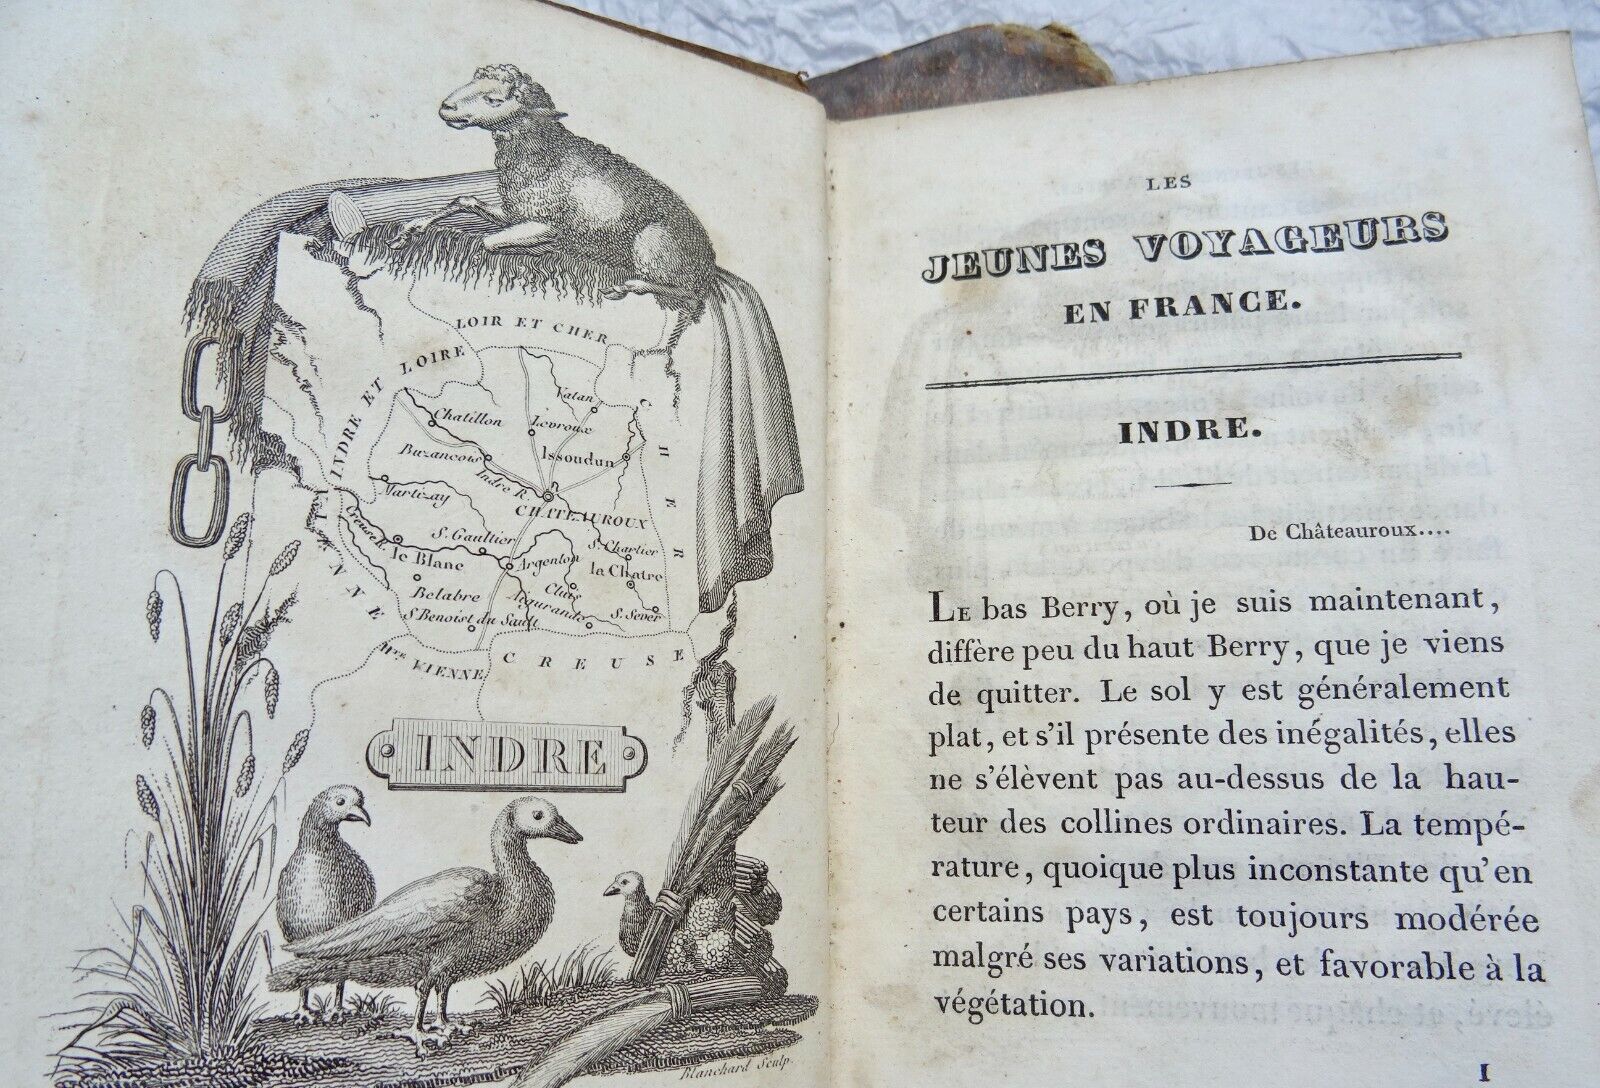 LOIR ET CHER
INDRE ET LOIRE
CHER
Vatan
Chatillon
Levroux
Buzancois
Issoudun
Indre R.
Martizay
CHATEAUROUX
Creuse R.
S. Gaultier
S. Chartier
le Blanc
Argenton
la Chatre
Belabre
Cluis
Aigurande
S. Sever
S. Benoist du Sault
VIENNE
Hte. VIENNE
CREUSE
INDRE
Blanchard Sculp.
LES
JEUNES VOYAGEURS
EN FRANCE.
INDRE.
De Châteauroux....
LE bas Berry, où je suis maintenant,
diffère peu du haut Berry, que je viens
de quitter. Le sol y est généralement
plat, et s'il présente des inégalités, elles
ne s'élèvent pas au-dessus de la hau-
teur des collines ordinaires. La tempé-
rature, quoique plus inconstante qu'en
certains pays, est toujours modérée
malgré ses variations, et favorable à la
végétation.
I